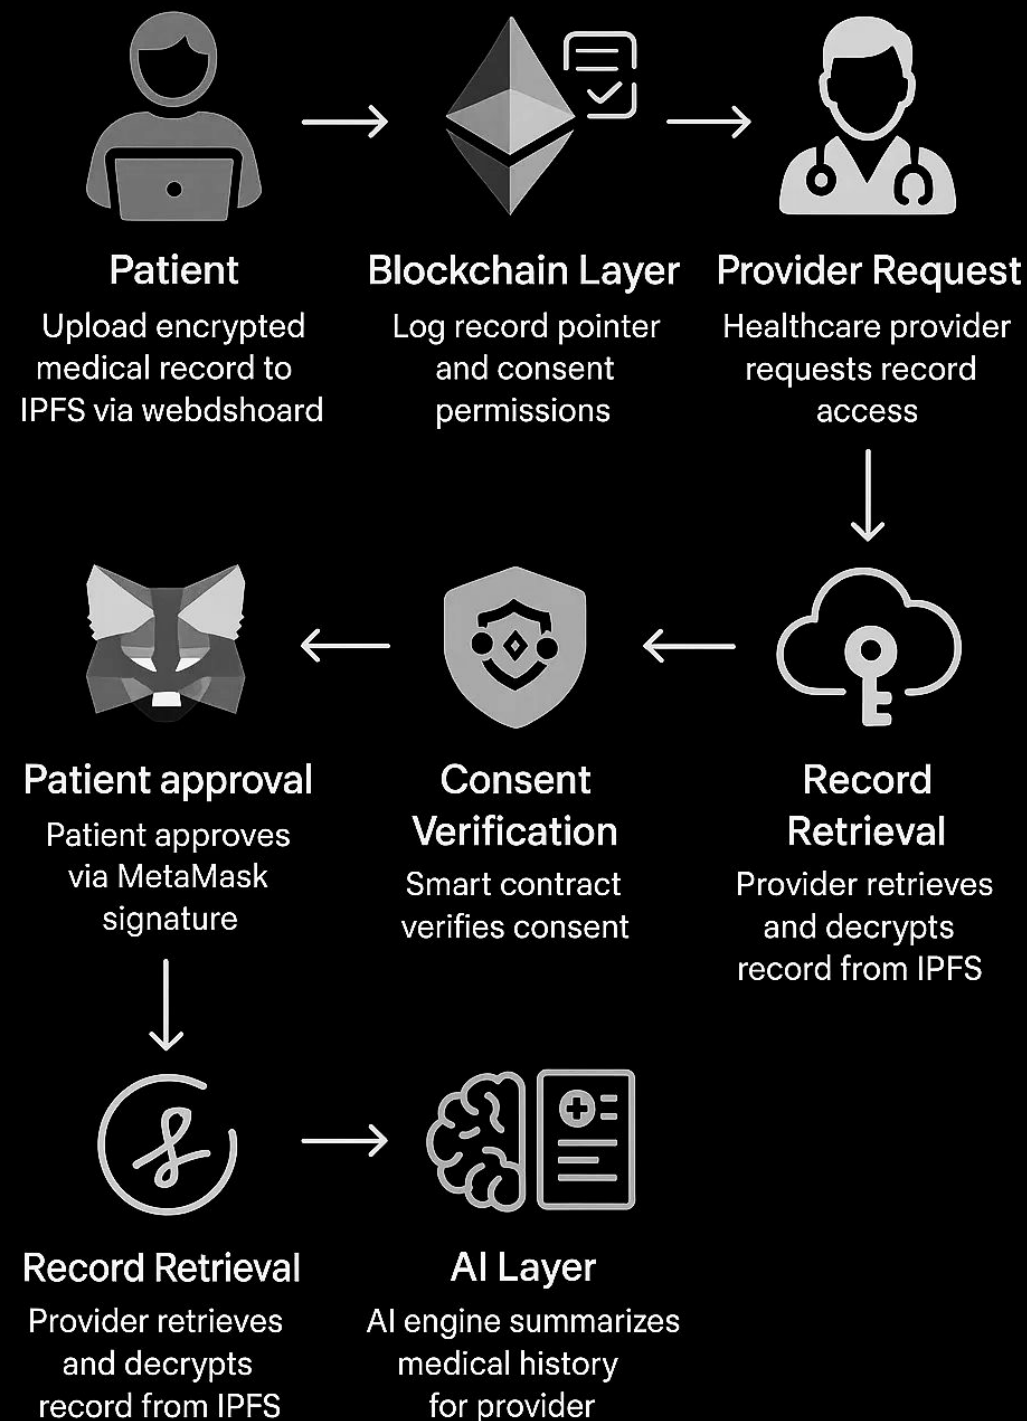 Patient
Upload encrypted
medical record to
IPFS via webdshoard
Blockchain Layer
Log record pointer
and consent
permissions
Provider Request
Healthcare provider
requests record
access
Patient approval
Patient approves
via MetaMask
signature
Consent
Verification
Smart contract
verifies consent
Record
Retrieval
Provider retrieves
and decrypts
record from IPFS
Record Retrieval
Provider retrieves
and decrypts
record from IPFS
AI Layer
AI engine summarizes
medical history
for provider